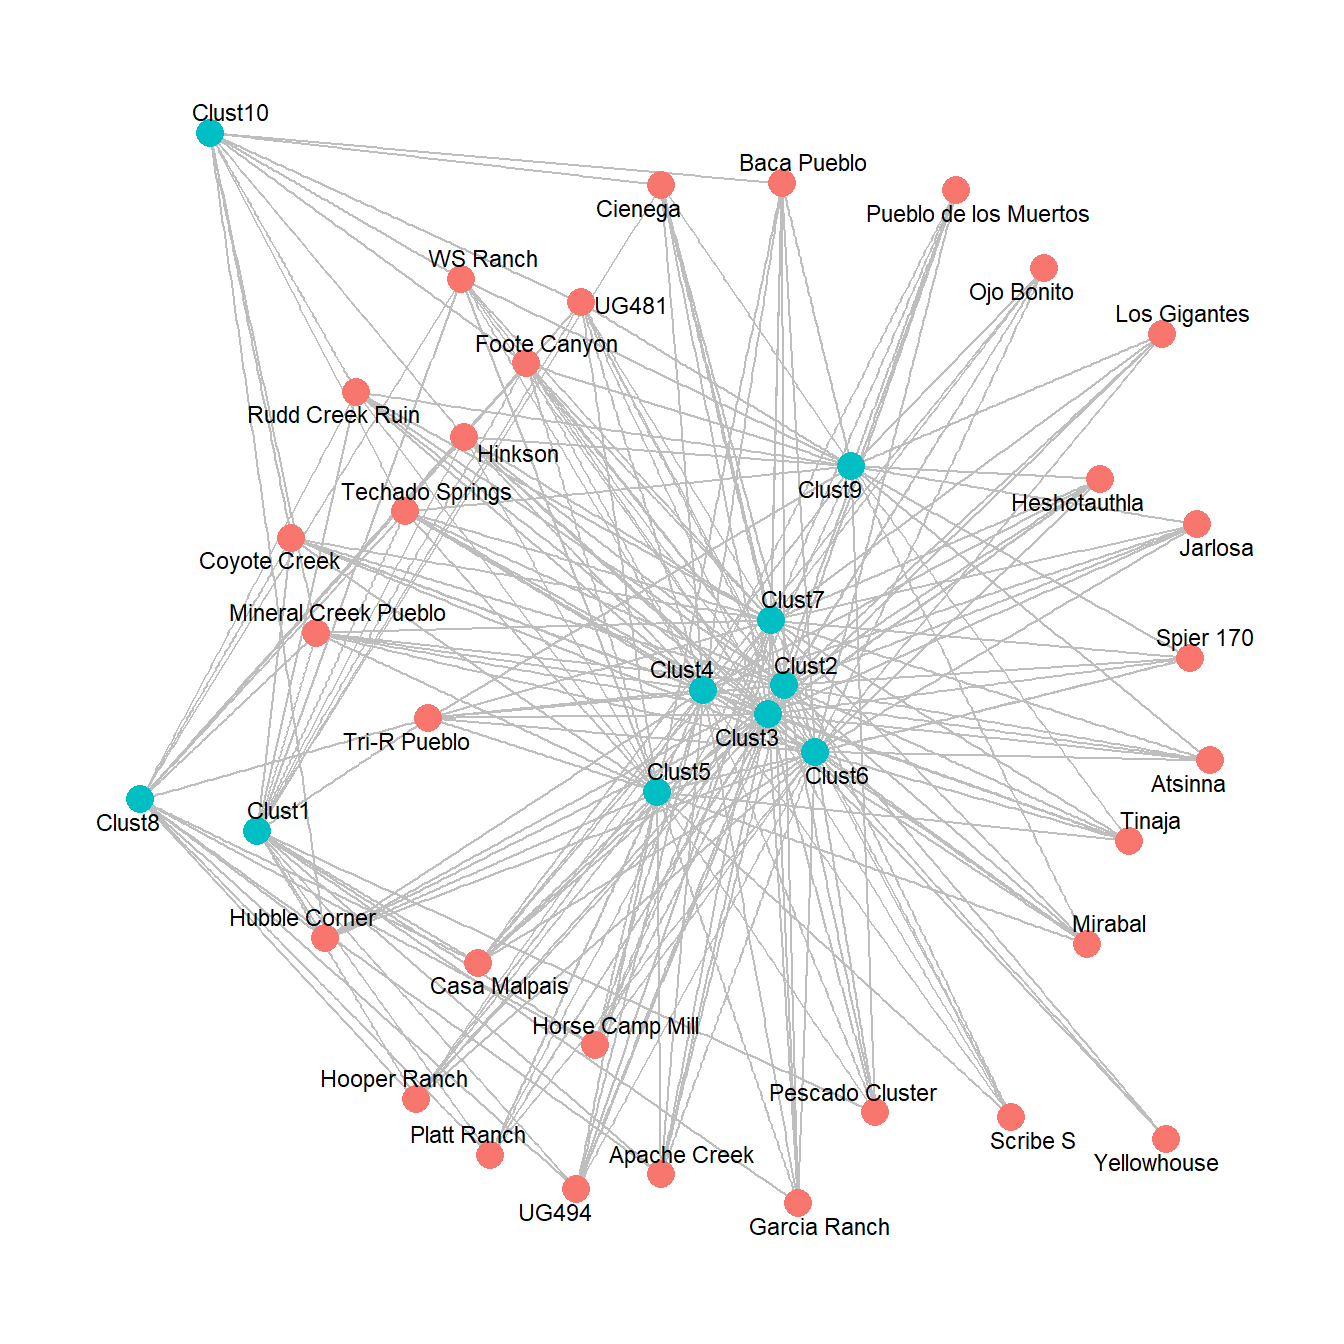 Clust10
Baca Pueblo
Cienega
Pueblo de los Muertos
WS Ranch
Ojo Bonito
UG481
Los Gigantes
Foote Canyon
Rudd Creek Ruin
Hinkson
Techado Springs
Clust9
Heshotauthla
Jarlosa
Coyote Creek
Mineral Creek Pueblo
Clust7
Spier 170
Clust4
Clust2
Tri-R Pueblo
Clust3
Clust5
Clust6
Atsinna
Clust8
Clust1
Tinaja
Hubble Corner
Mirabal
Casa Malpais
Horse Camp Mill
Hooper Ranch
Pescado Cluster
Platt Ranch
Scribe S
Apache Creek
Yellowhouse
UG494
Garcia Ranch